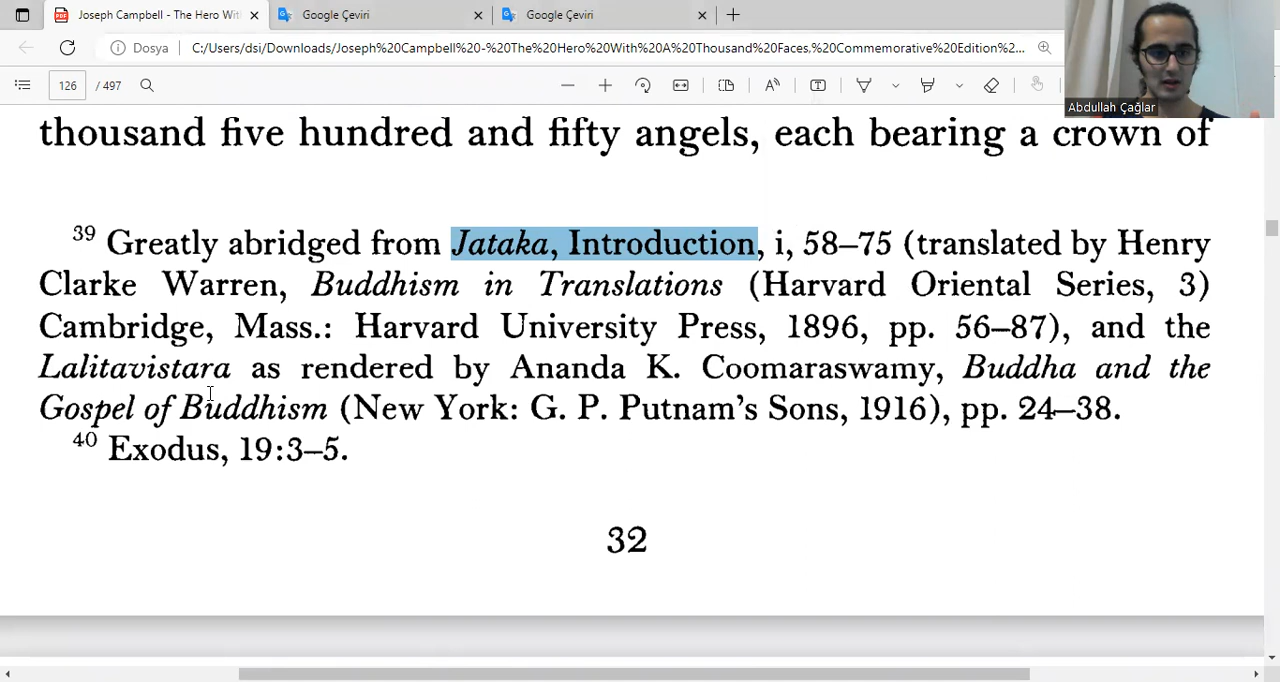 Joseph Campbell - The Hero Wit
Google Çeviri
Google Çeviri
Dosya
C:/Users/dsi/Downloads/Joseph%20Campbell%20-%20The%20Hero%20With%20A%20Thousand%20Faces,%20Commemorative%20Edition%20...
126 / 497
Abdullah Çağlar
thousand five hundred and fifty angels, each bearing a crown of
39 Greatly abridged from Jataka, Introduction, i, 58–75 (translated by Henry
Clarke Warren, Buddhism in Translations (Harvard Oriental Series, 3)
Cambridge, Mass.: Harvard University Press, 1896, pp. 56–87), and the
Lalitavistara as rendered by Ananda K. Coomaraswamy, Buddha and the
Gospel of Buddhism (New York: G. P. Putnam’s Sons, 1916), pp. 24–38.
40 Exodus, 19:3–5.
32